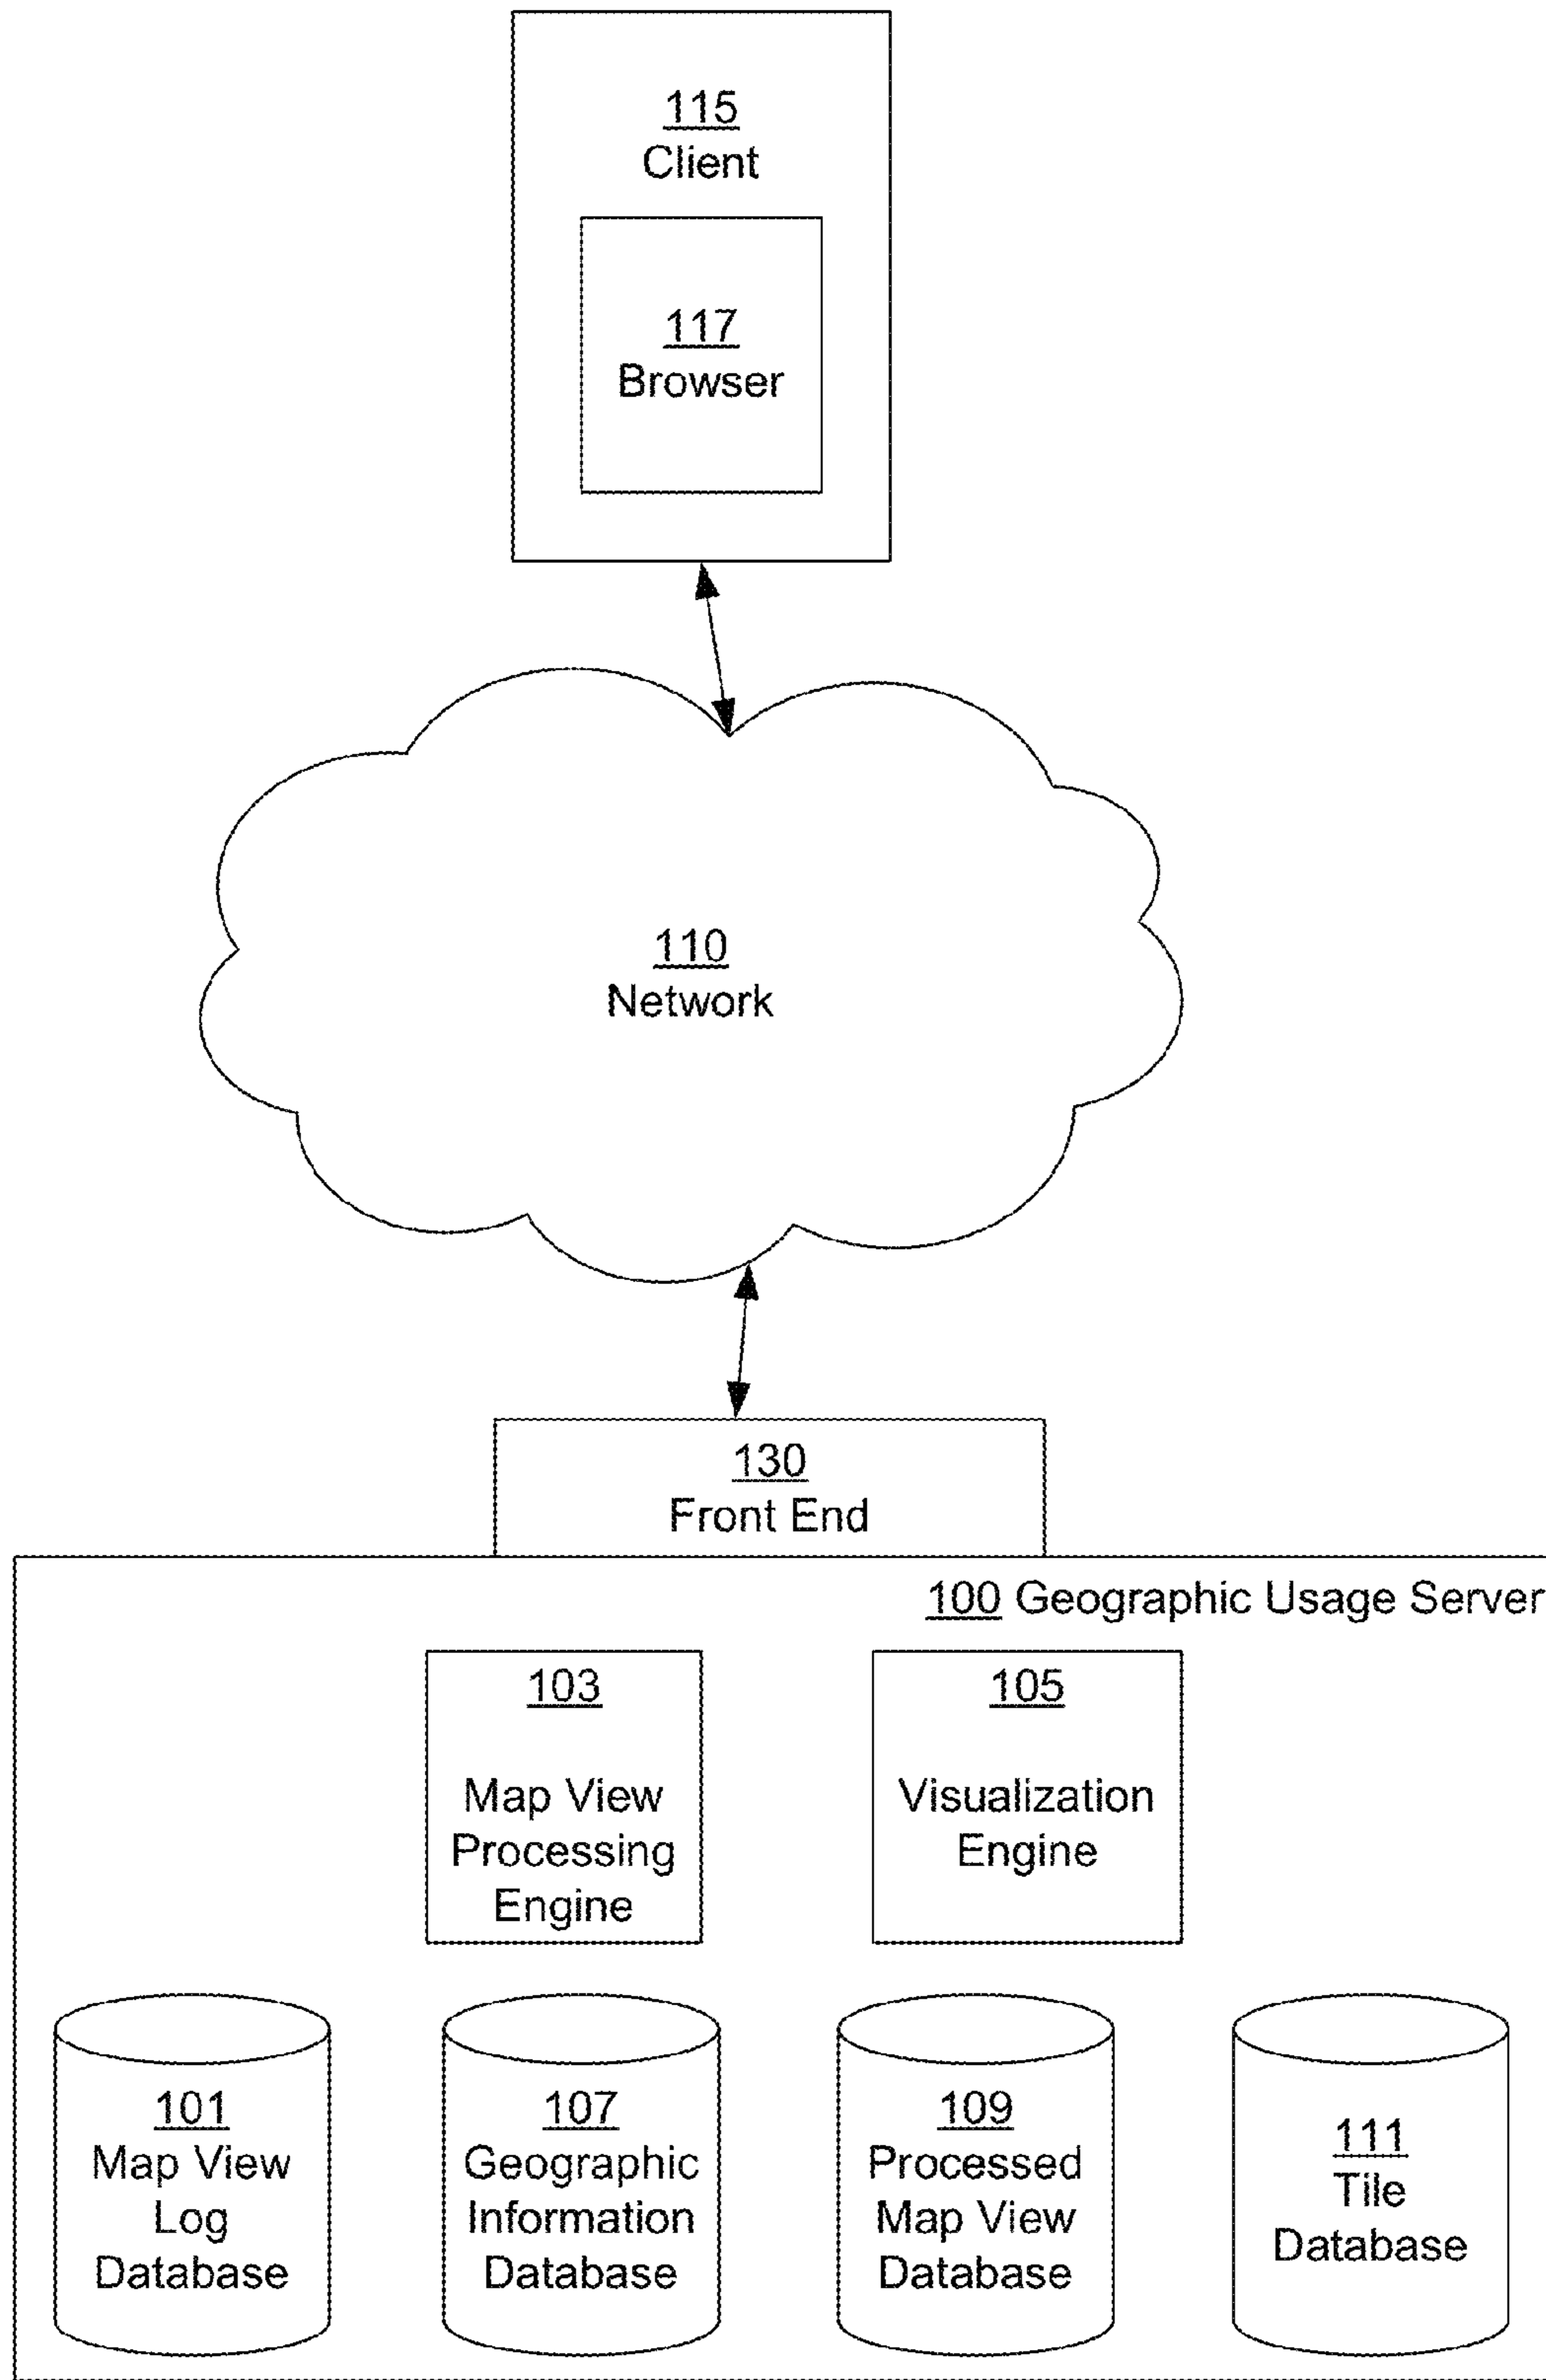 115
Client
117
Browser
110
Network
130
Front End
100 Geographic Usage Server
103
Map View
Processing
Engine
105
Visualization
Engine
101
Map View
Log
Database
107
Geographic
Information
Database
109
Processed
Map View
Database
111
Tile
Database